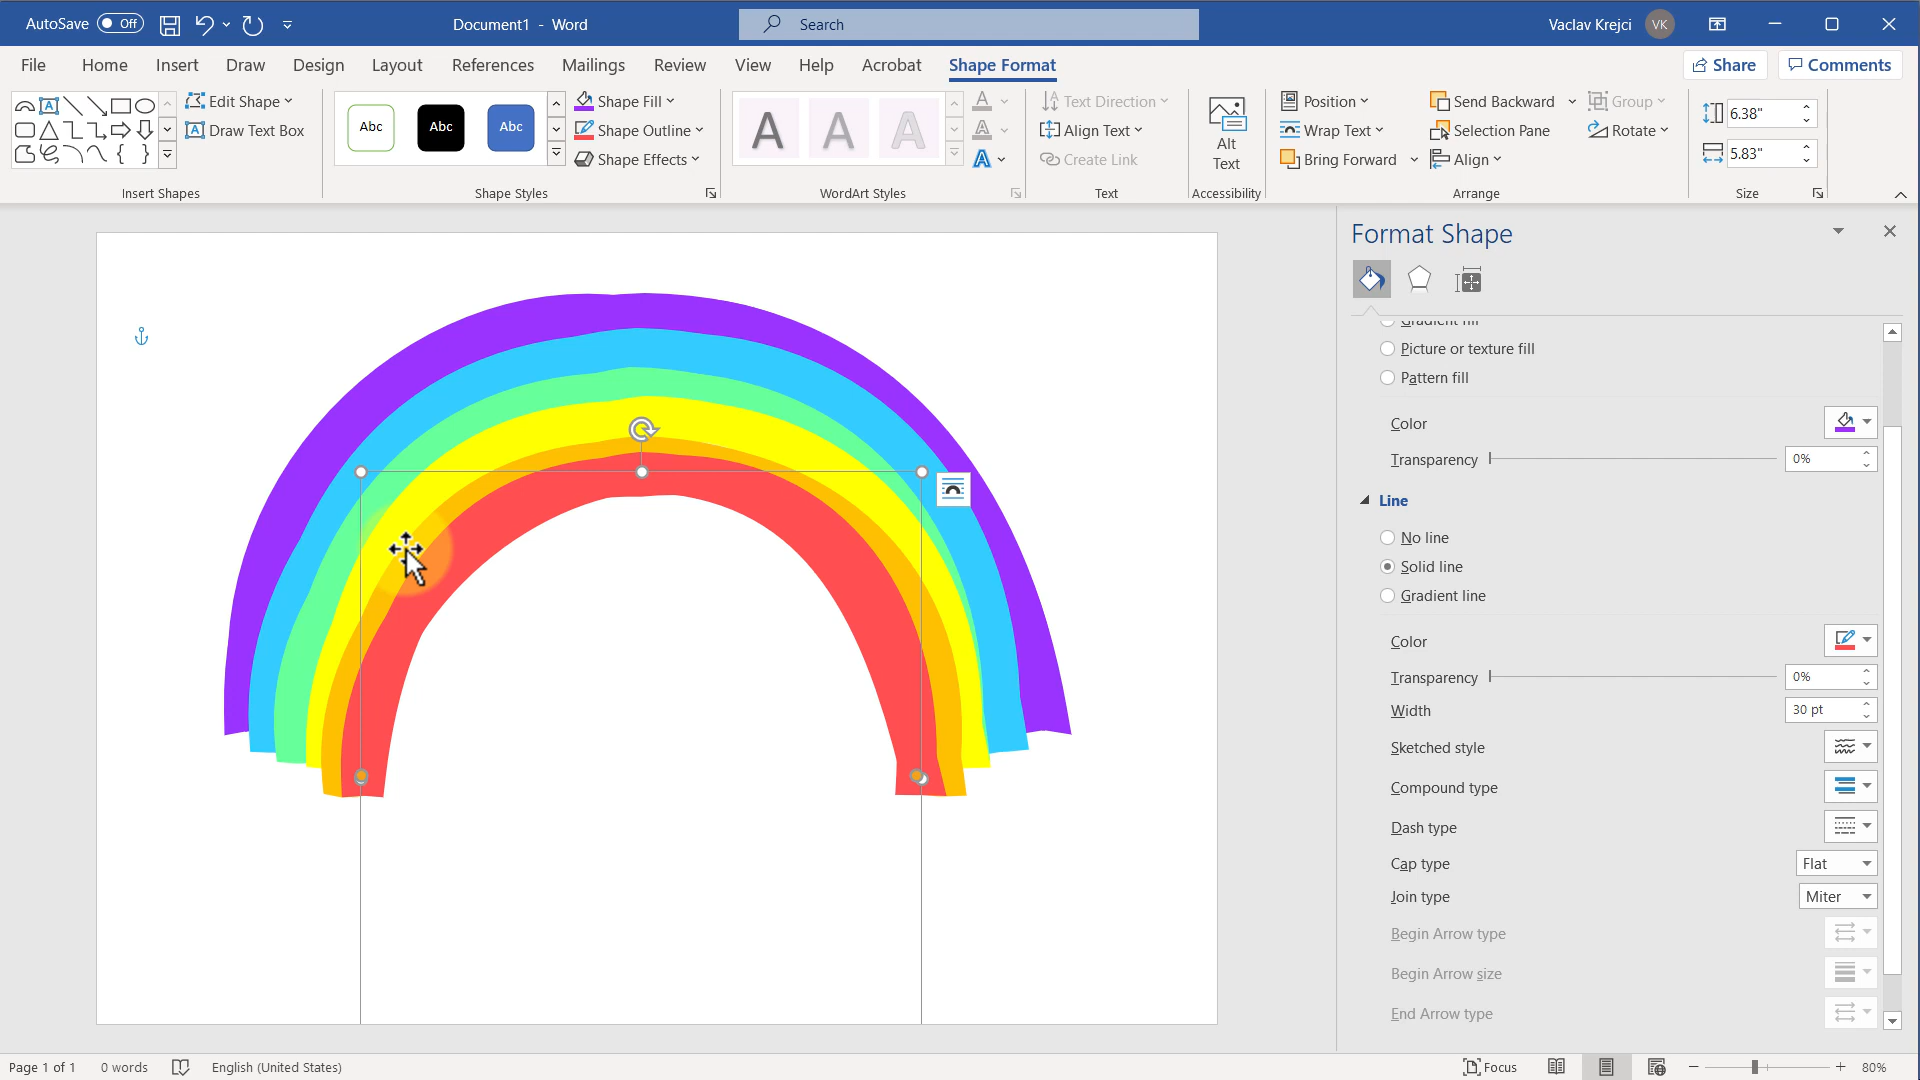 AutoSave Off Document1 - Word Search Vaclav Krejci VK
File Home Insert Draw Design Layout References Mailings Review View Help Acrobat Shape Format Share Comments
Edit Shape
Draw Text Box
Insert Shapes
Abc Abc Abc
Shape Fill
Shape Outline
Shape Effects
Shape Styles
A A A
WordArt Styles
Text Direction
Align Text
Create Link
Text
Alt
Text
Accessibility
Position
Wrap Text
Bring Forward
Send Backward
Selection Pane
Align
Group
Rotate
Arrange
6.38"
5.83"
Size
Format Shape
Gradient fill
Picture or texture fill
Pattern fill
Color
Transparency 0%
Line
No line
Solid line
Gradient line
Color
Transparency 0%
Width 30 pt
Sketched style
Compound type
Dash type
Cap type Flat
Join type Miter
Begin Arrow type
Begin Arrow size
End Arrow type
Page 1 of 1 0 words English (United States) Focus 80%